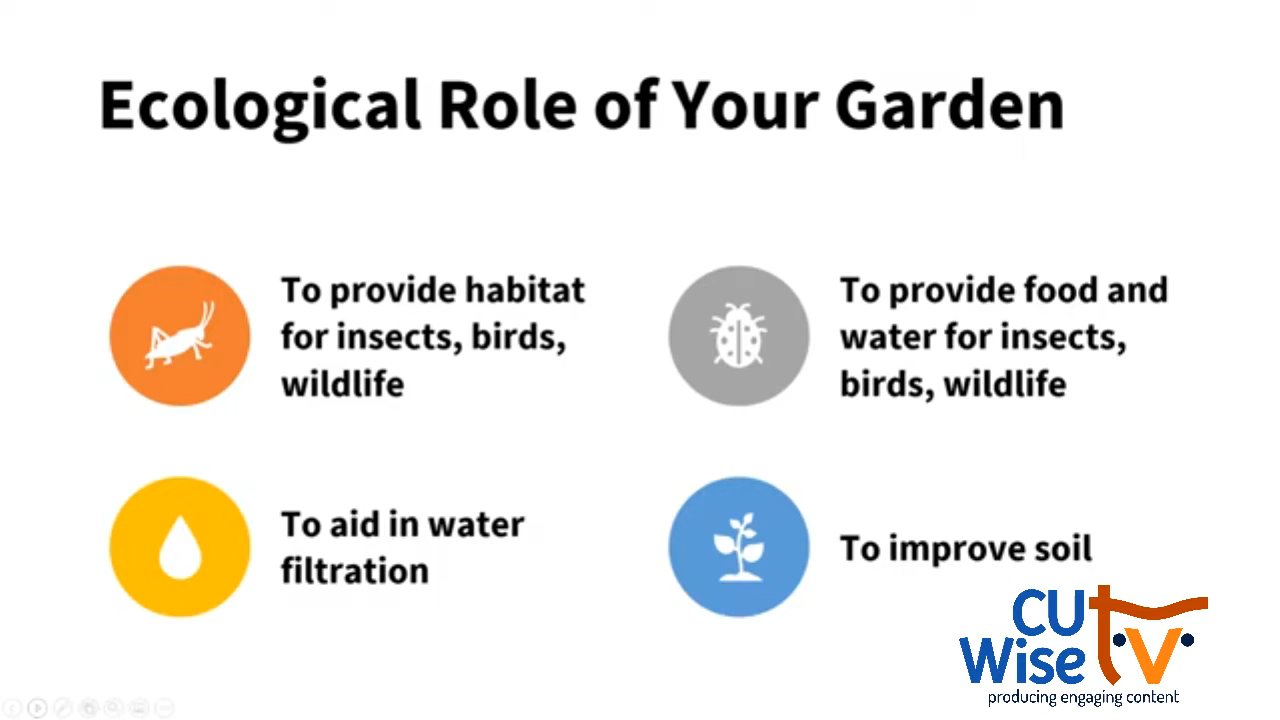 Ecological Role of Your Garden
To provide habitat
for insects, birds,
wildlife
To provide food and
water for insects,
birds, wildlife
To aid in water
filtration
To improve soil
CU
Wise tv
producing engaging content